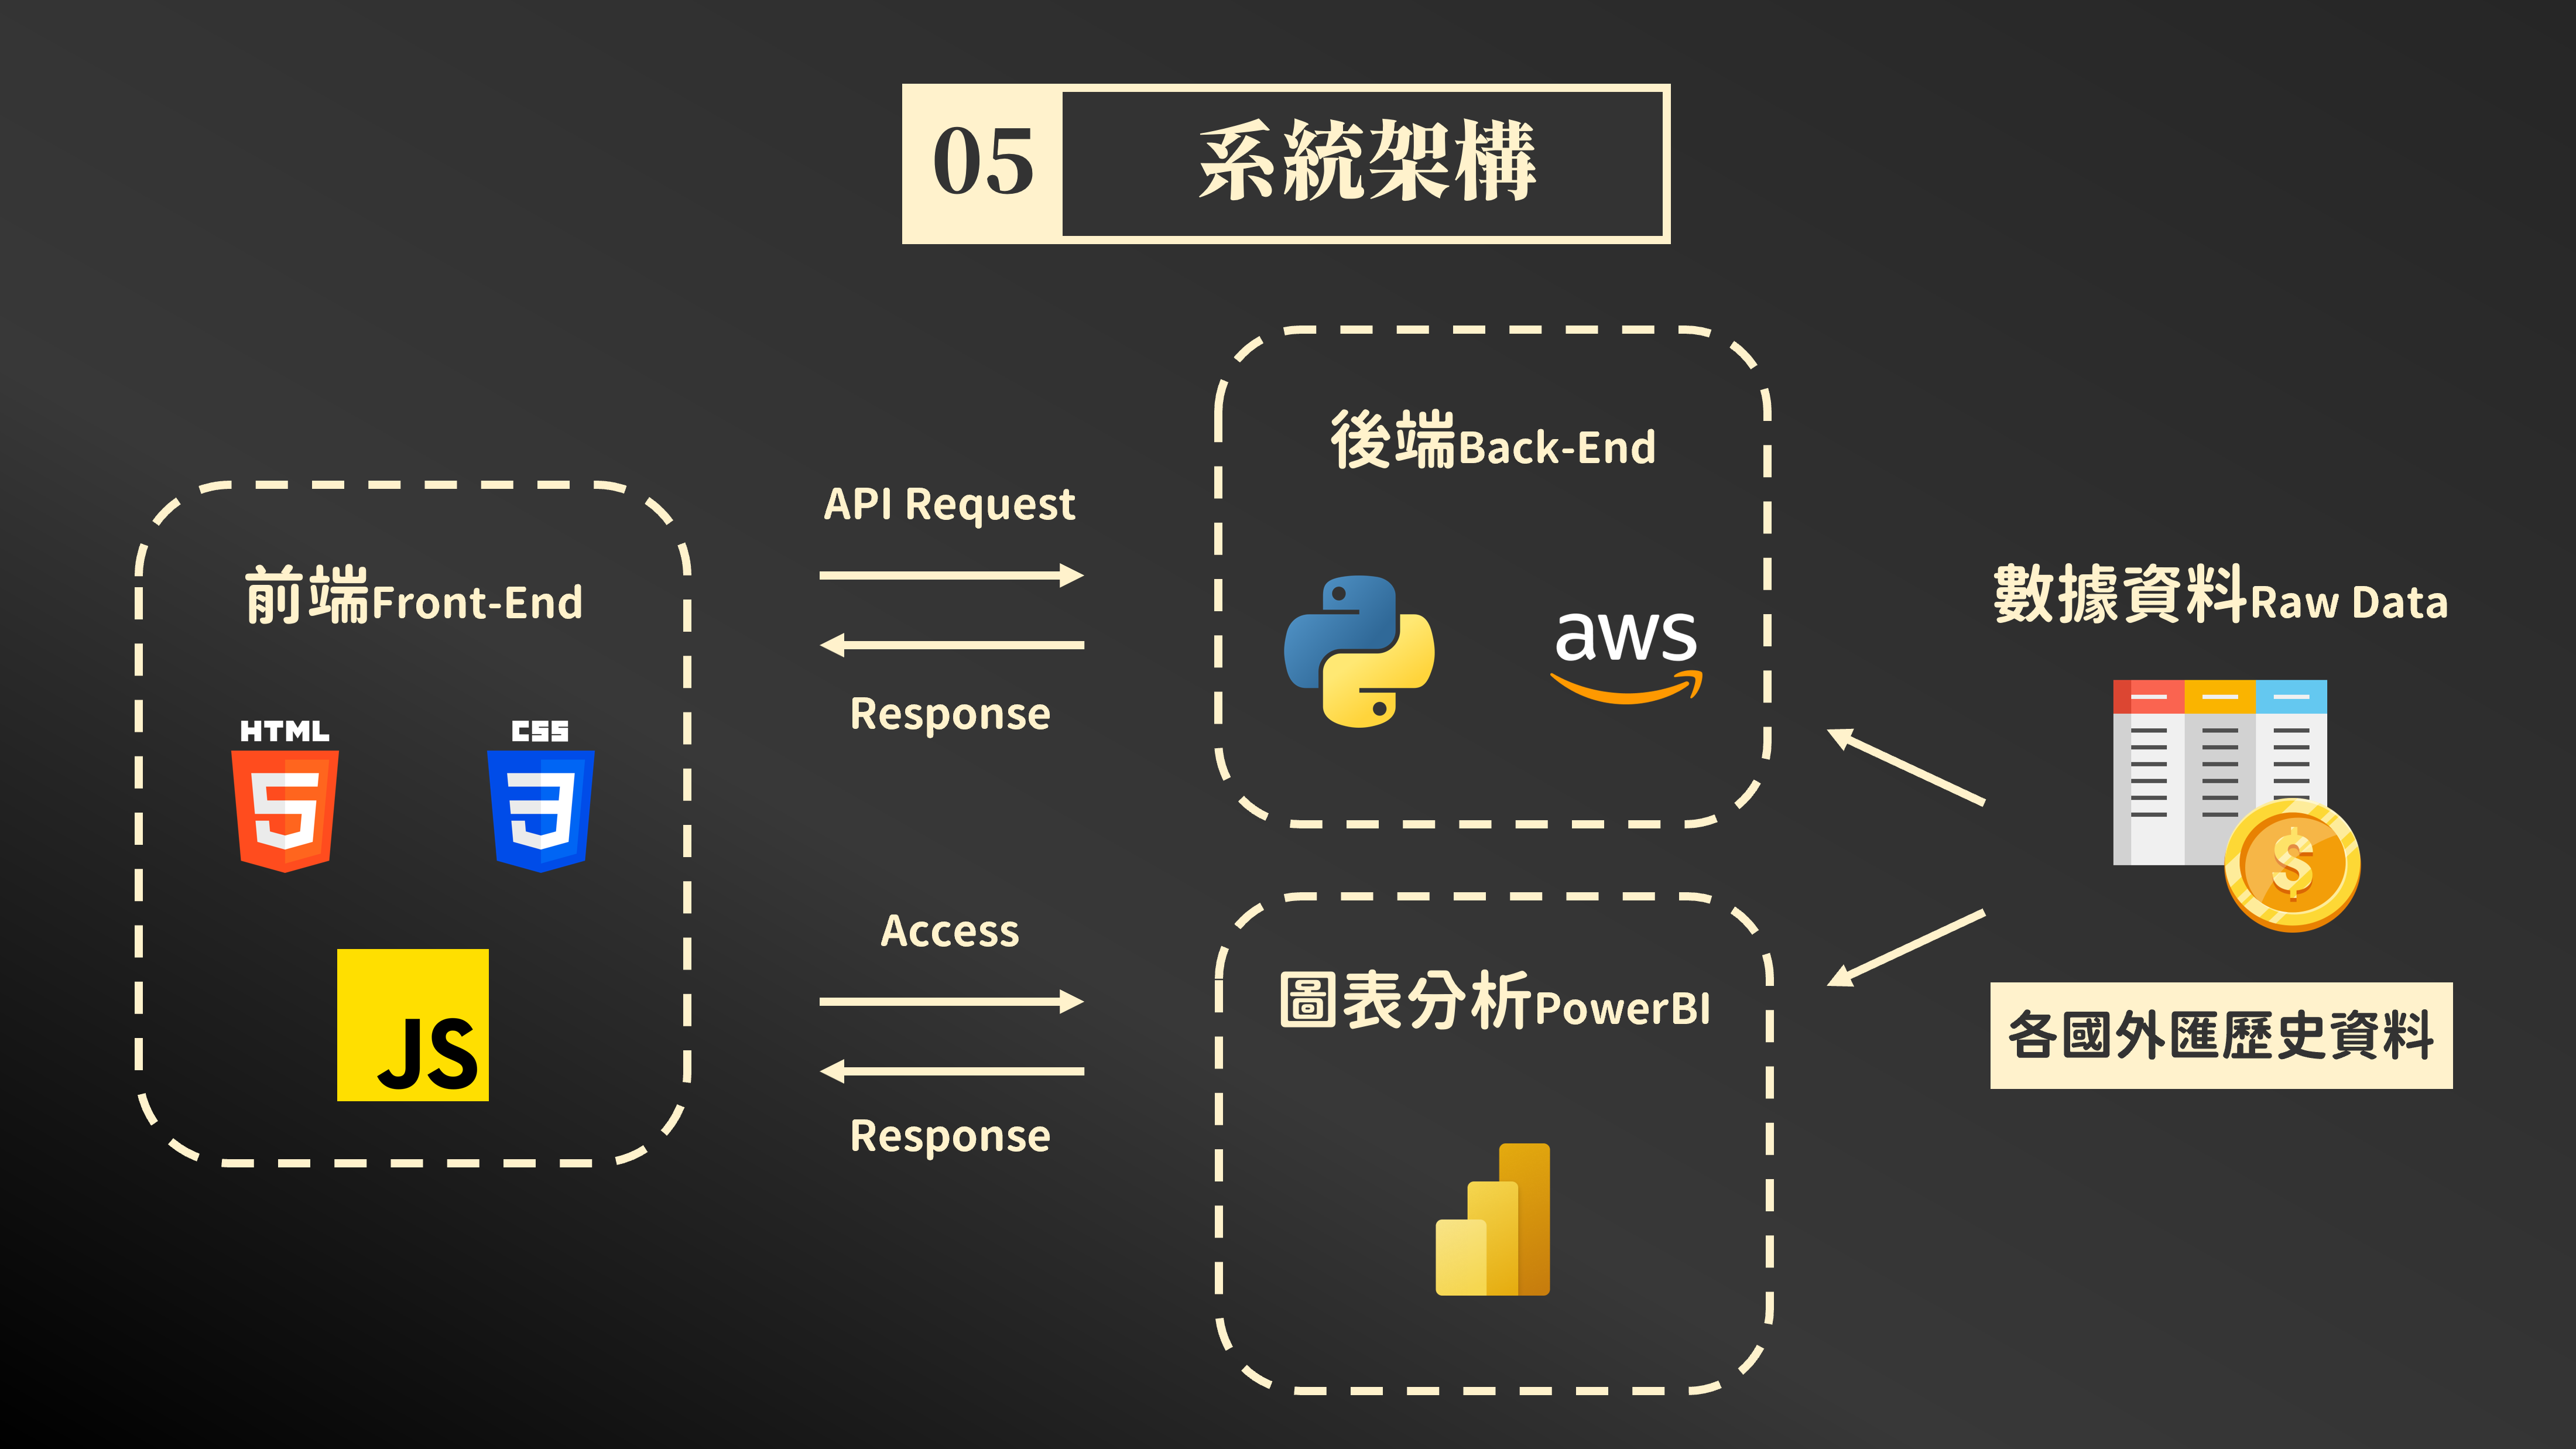 05 系統架構
前端Front-End
HTML
CSS
JS
API Request
Response
Access
Response
後端Back-End
aws
圖表分析PowerBI
數據資料Raw Data
$
各國外匯歷史資料